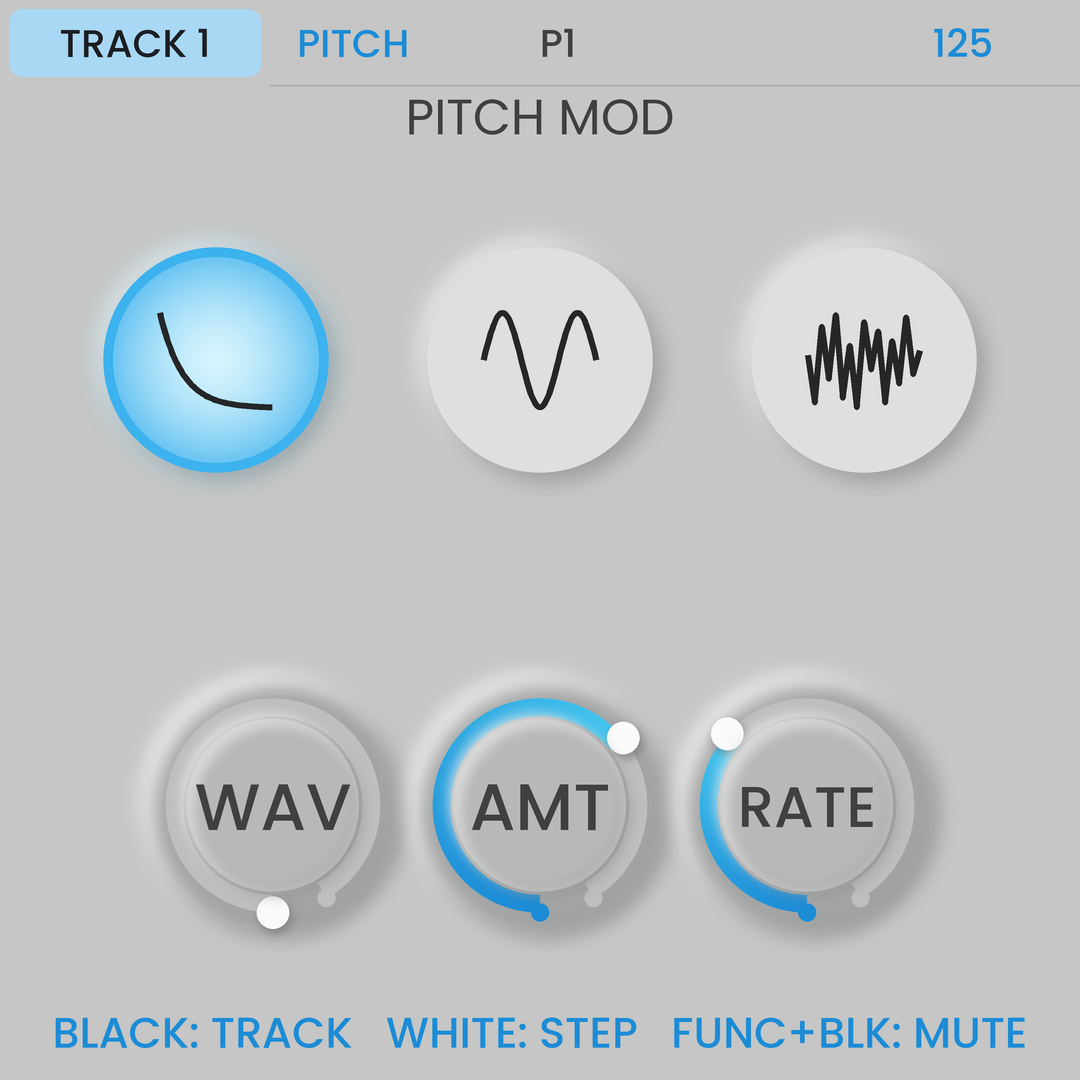 TRACK 1 PITCH P1 125
PITCH MOD
WAV AMT RATE
BLACK: TRACK WHITE: STEP FUNC+BLK: MUTE